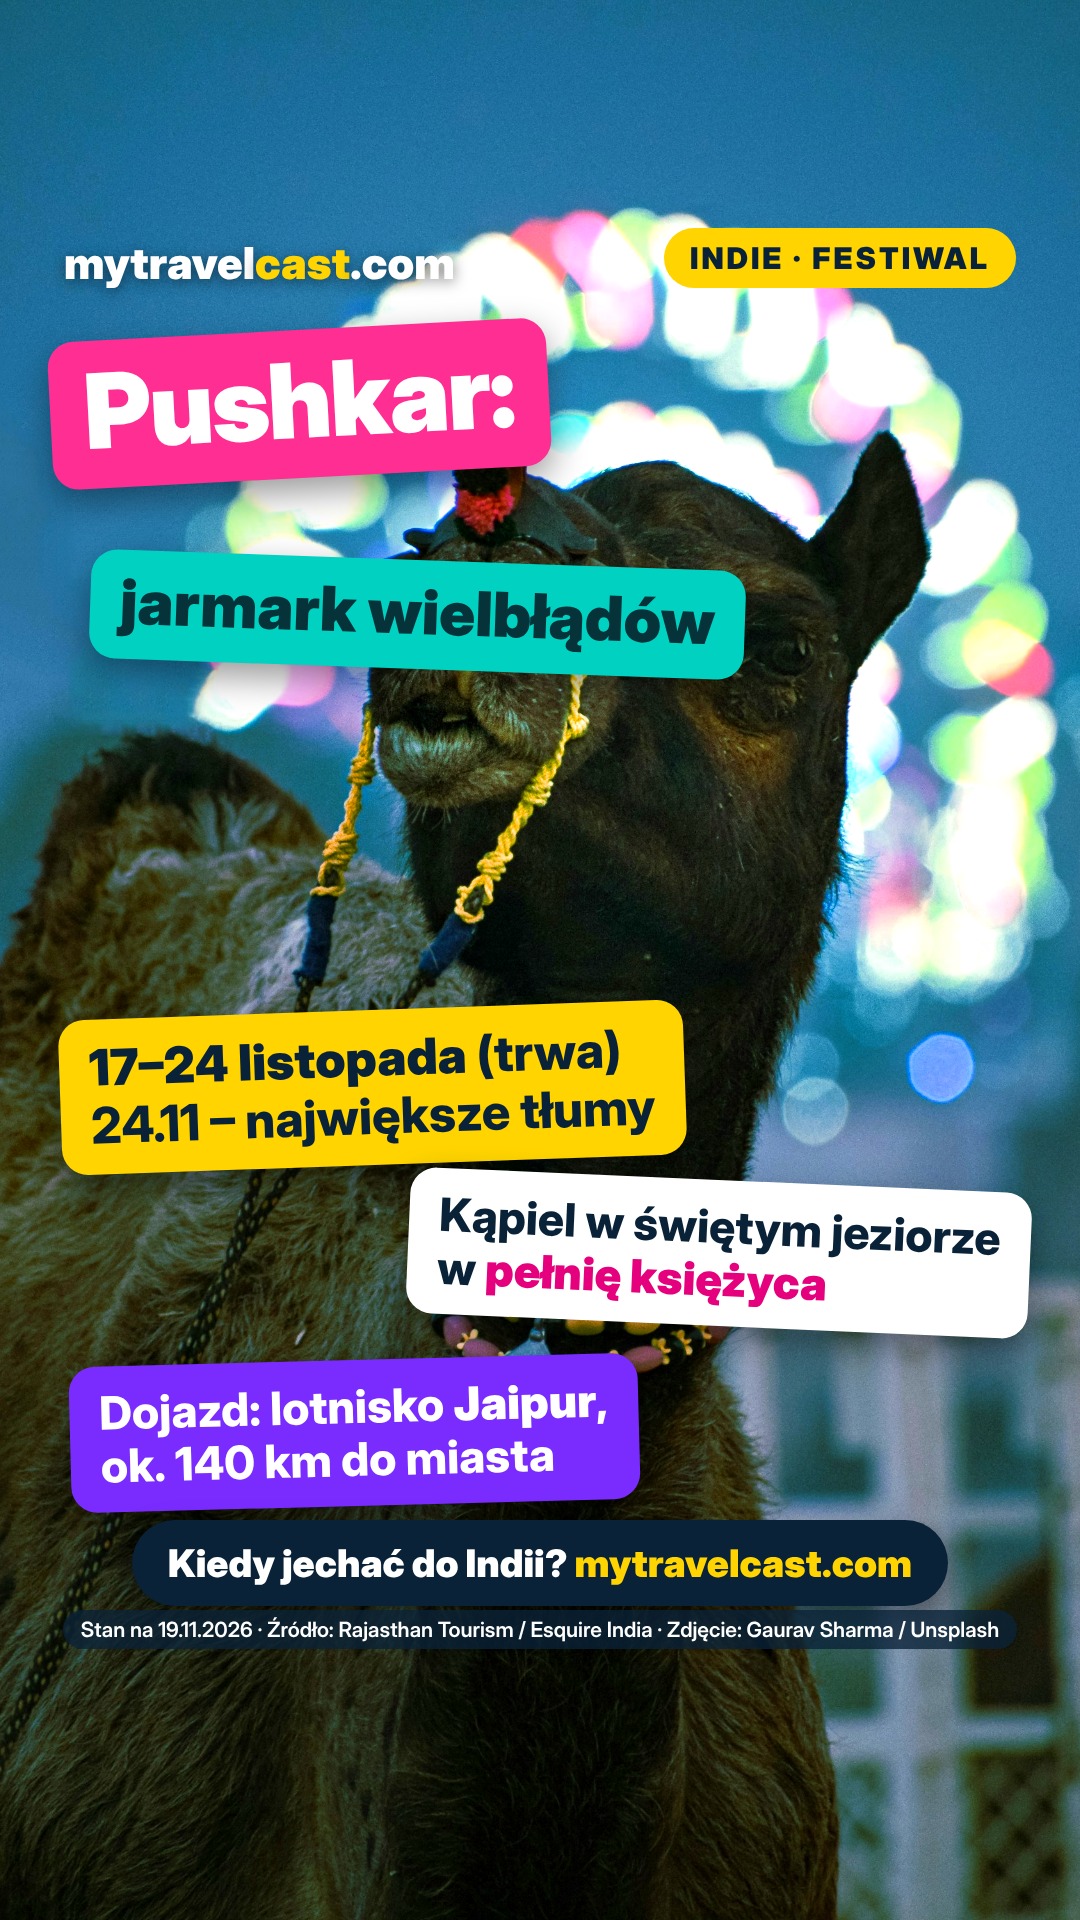 mytravelcast.com
INDIE · FESTIWAL
Pushkar:
jarmark wielbłądów
17–24 listopada (trwa)
24.11 – największe tłumy
Kąpiel w świętym jeziorze
w pełnię księżyca
Dojazd: lotnisko Jaipur,
ok. 140 km do miasta
Kiedy jechać do Indii? mytravelcast.com
Stan na 19.11.2026 · Źródło: Rajasthan Tourism / Esquire India · Zdjęcie: Gaurav Sharma / Unsplash